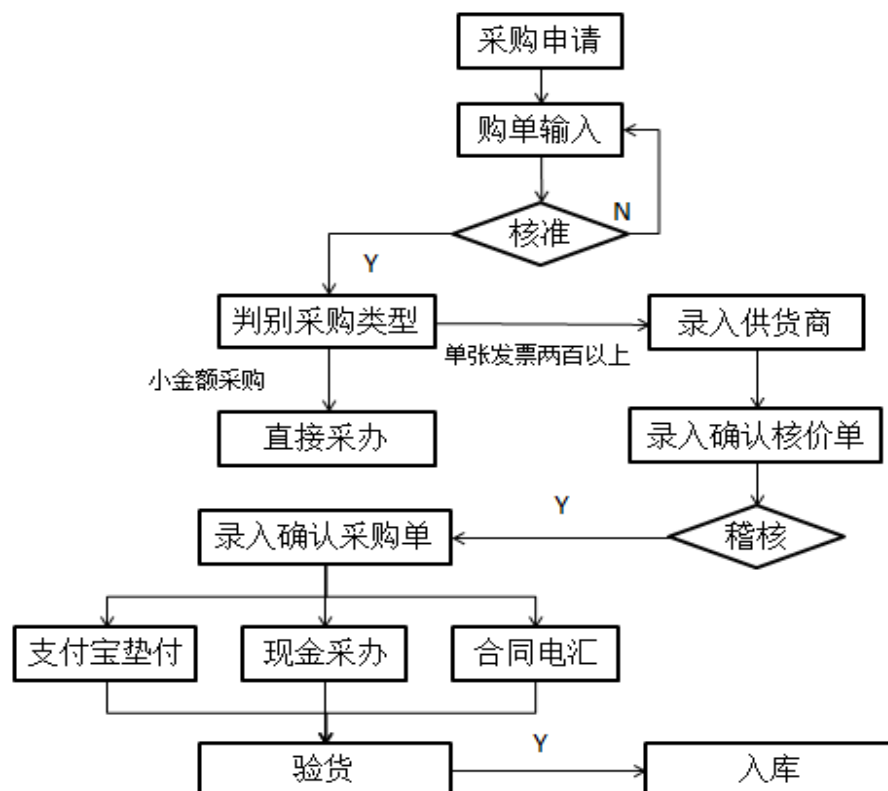 采购申请
购单输入
核准
N
Y
判别采购类型
录入供货商
单张发票两百以上
小金额采购
直接采办
录入确认核价单
Y
录入确认采购单
稽核
支付宝垫付
现金采办
合同电汇
Y
验货
入库